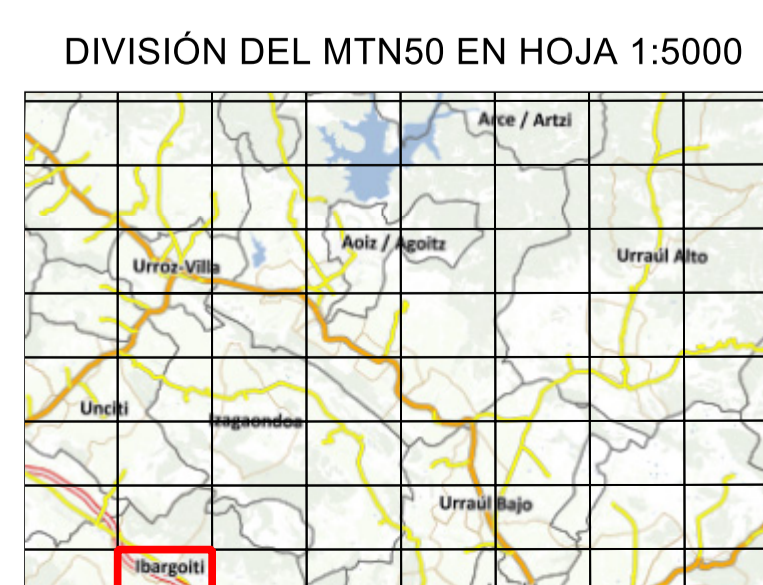 DIVISIÓN DEL MTN50 EN HOJA 1:5000
Arce / Artzi
Aoiz / Agoitz
Urraúl Alto
Urroz-Villa
Unciti
Izagaondoa
Urraúl Bajo
Ibargoiti